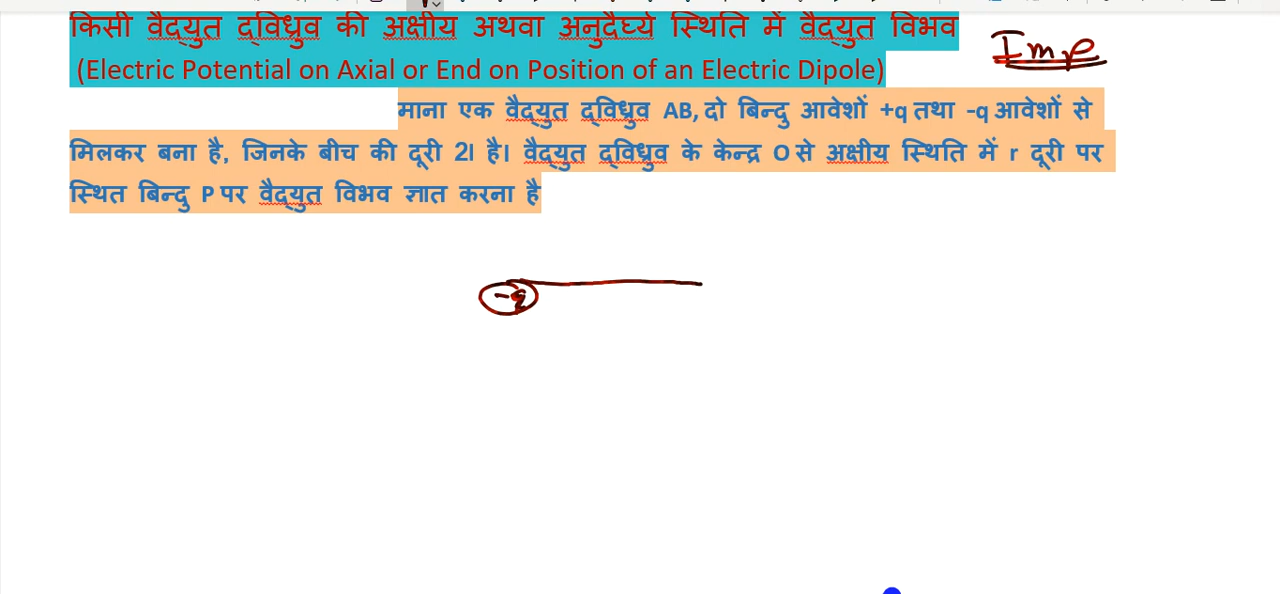 किसी वैद्युत द्विध्रुव की अक्षीय अथवा अनुदैर्घ्य स्थिति में वैद्युत विभव
(Electric Potential on Axial or End on Position of an Electric Dipole)
Imp
माना एक वैद्युत द्विध्रुव AB, दो बिन्दु आवेशों +q तथा -q आवेशों से
मिलकर बना है, जिनके बीच की दूरी 2l है। वैद्युत द्विध्रुव के केन्द्र O से अक्षीय स्थिति में r दूरी पर
स्थित बिन्दु P पर वैद्युत विभव ज्ञात करना है
-q